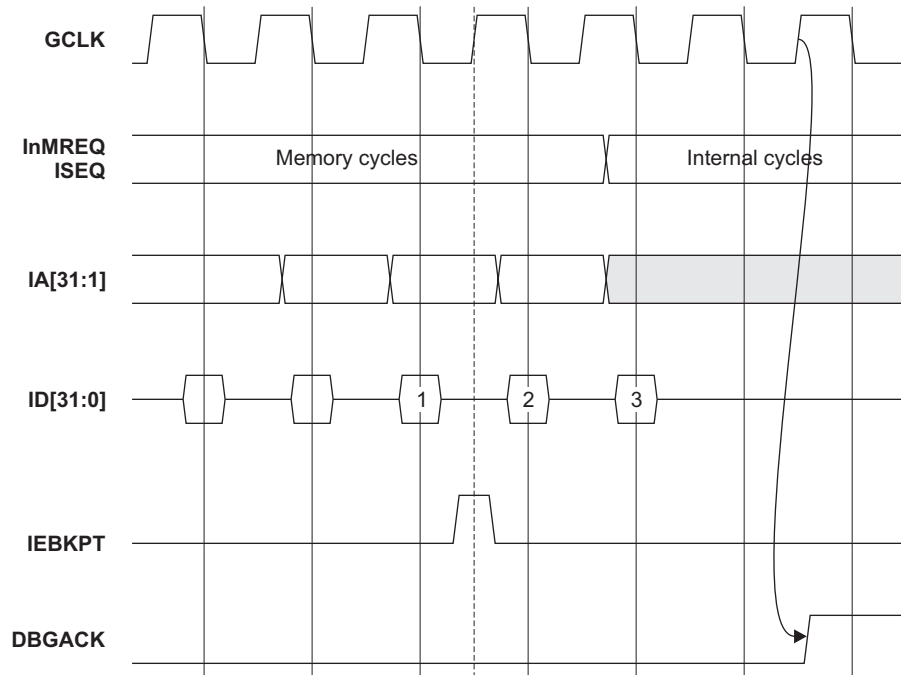 GCLK
InMREQ
ISEQ
Memory cycles
Internal cycles
IA[31:1]
ID[31:0]
1
2
3
IEBKPT
DBGACK